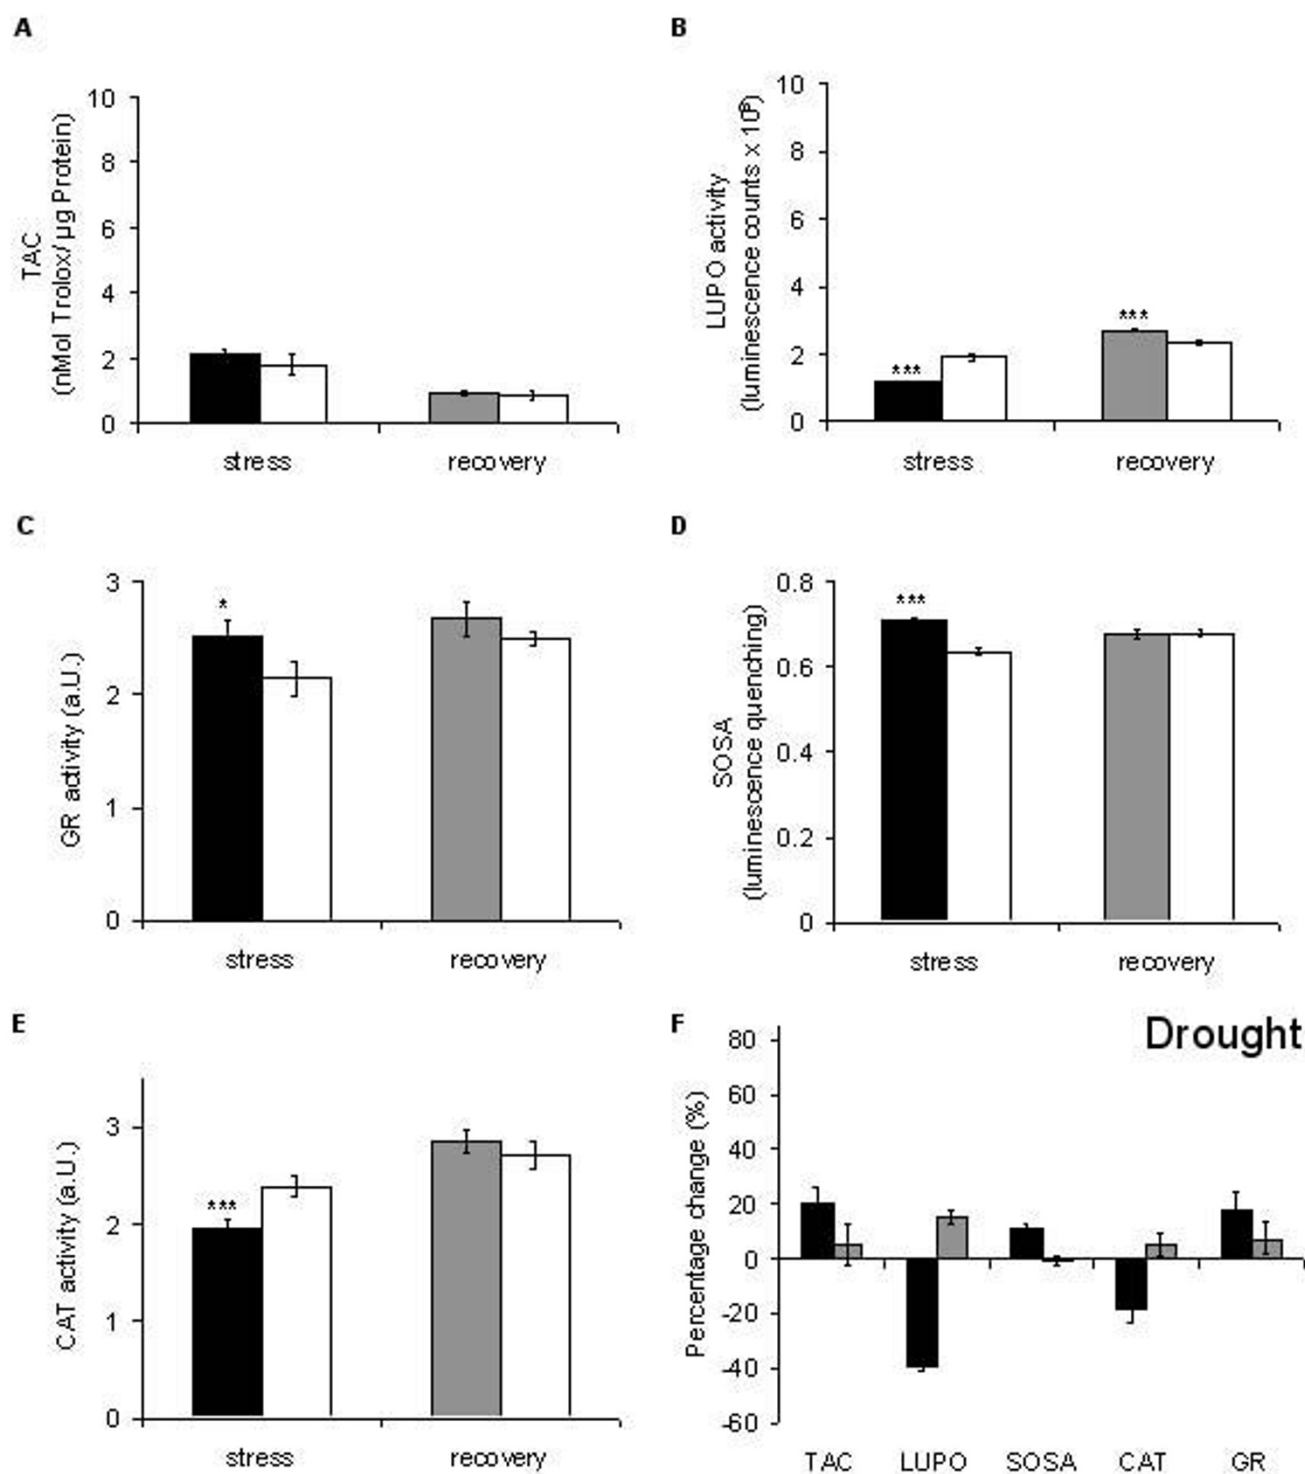 A
TAC
(nMol Trolox/ µg Protein)
10
8
6
4
2
0
stress
recovery
B
LUPO activity
(luminescence counts x 10⁸)
10
8
6
4
2
0
***
***
stress
recovery
C
GR activity (a.U.)
3
2
1
0
*
stress
recovery
D
SOSA
(luminescence quenching)
0.8
0.6
0.4
0.2
0
***
stress
recovery
E
CAT activity (a.U.)
3
2
1
0
***
stress
recovery
F
Drought
Percentage change (%)
80
60
40
20
0
-20
-40
-60
TAC LUPO SOSA CAT GR